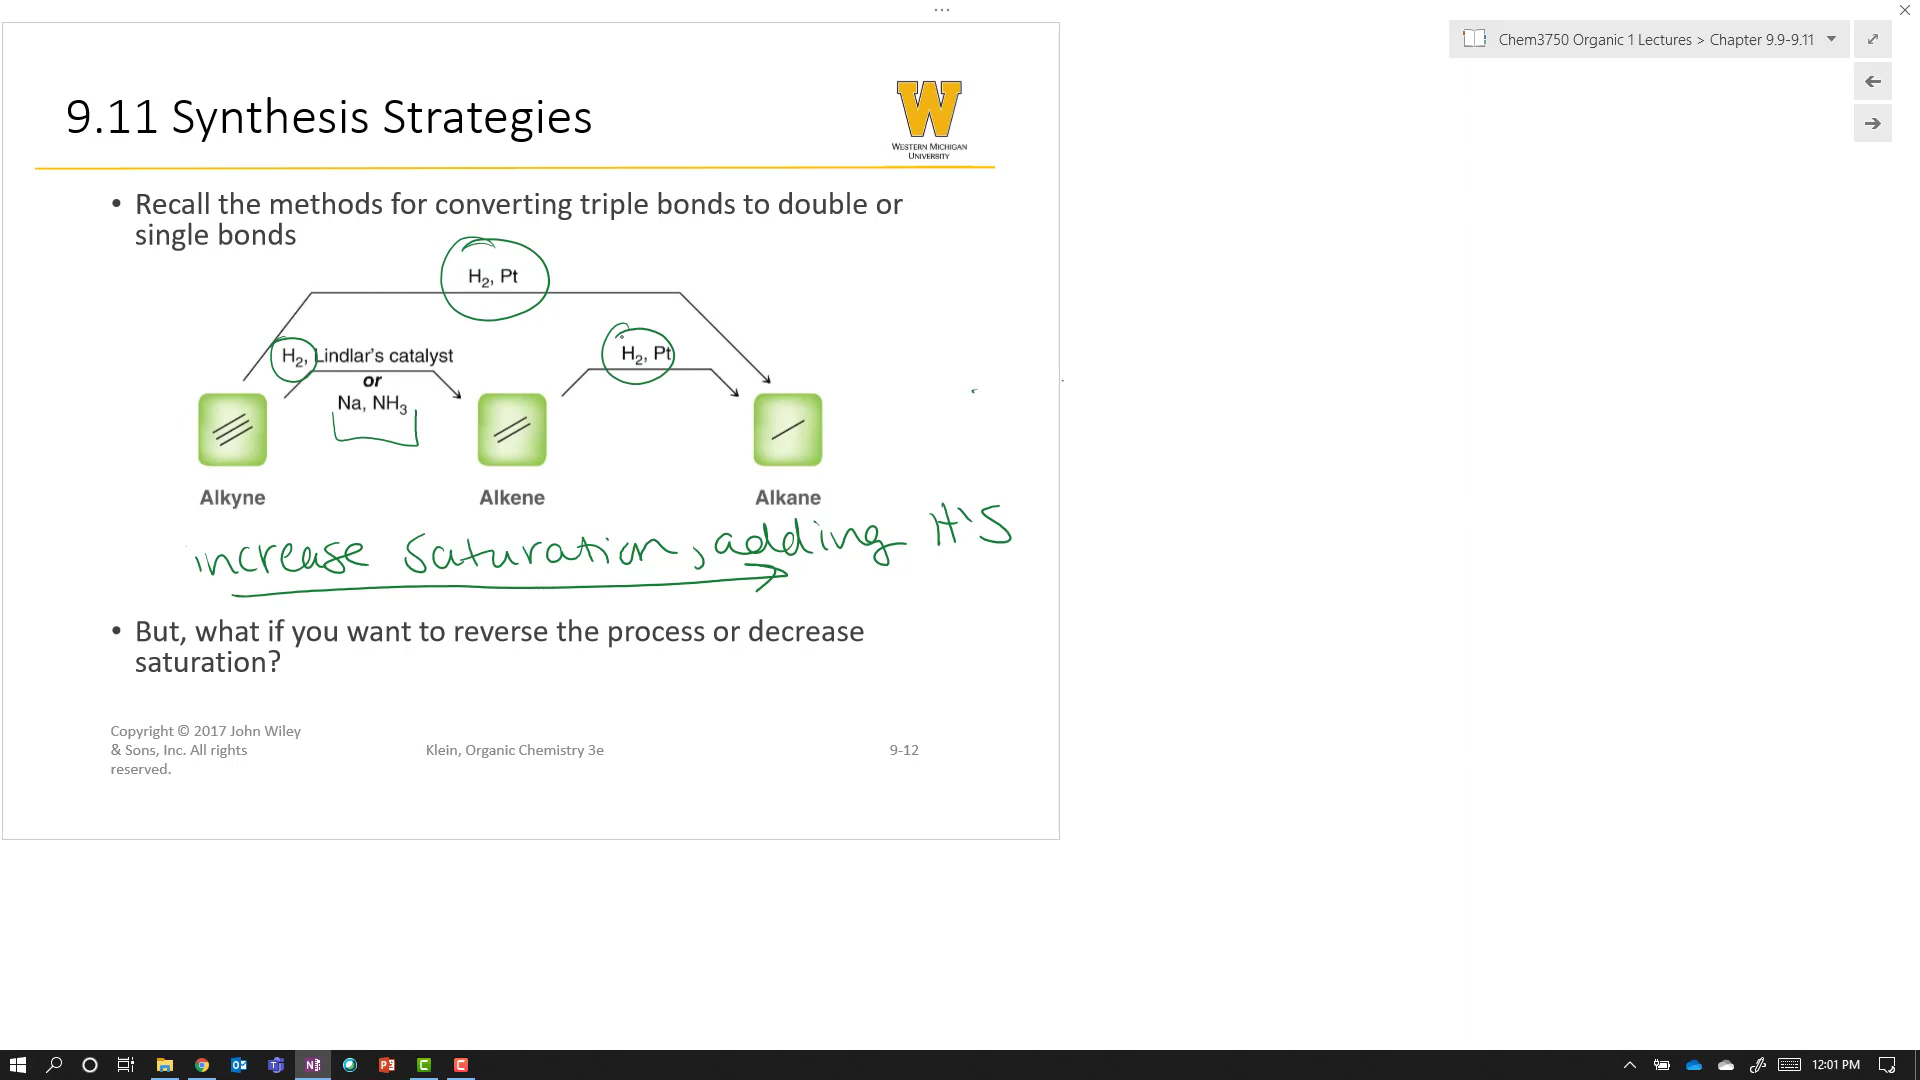 ...
Chem3750 Organic 1 Lectures > Chapter 9.9-9.11
9.11 Synthesis Strategies
W
WESTERN MICHIGAN
UNIVERSITY
• Recall the methods for converting triple bonds to double or
single bonds
H2, Pt
H2, Lindlar's catalyst
or
Na, NH3
H2, Pt
Alkyne
Alkene
Alkane
increase saturation, adding H's
• But, what if you want to reverse the process or decrease
saturation?
Copyright © 2017 John Wiley
& Sons, Inc. All rights
reserved.
Klein, Organic Chemistry 3e
9-12
12:01 PM